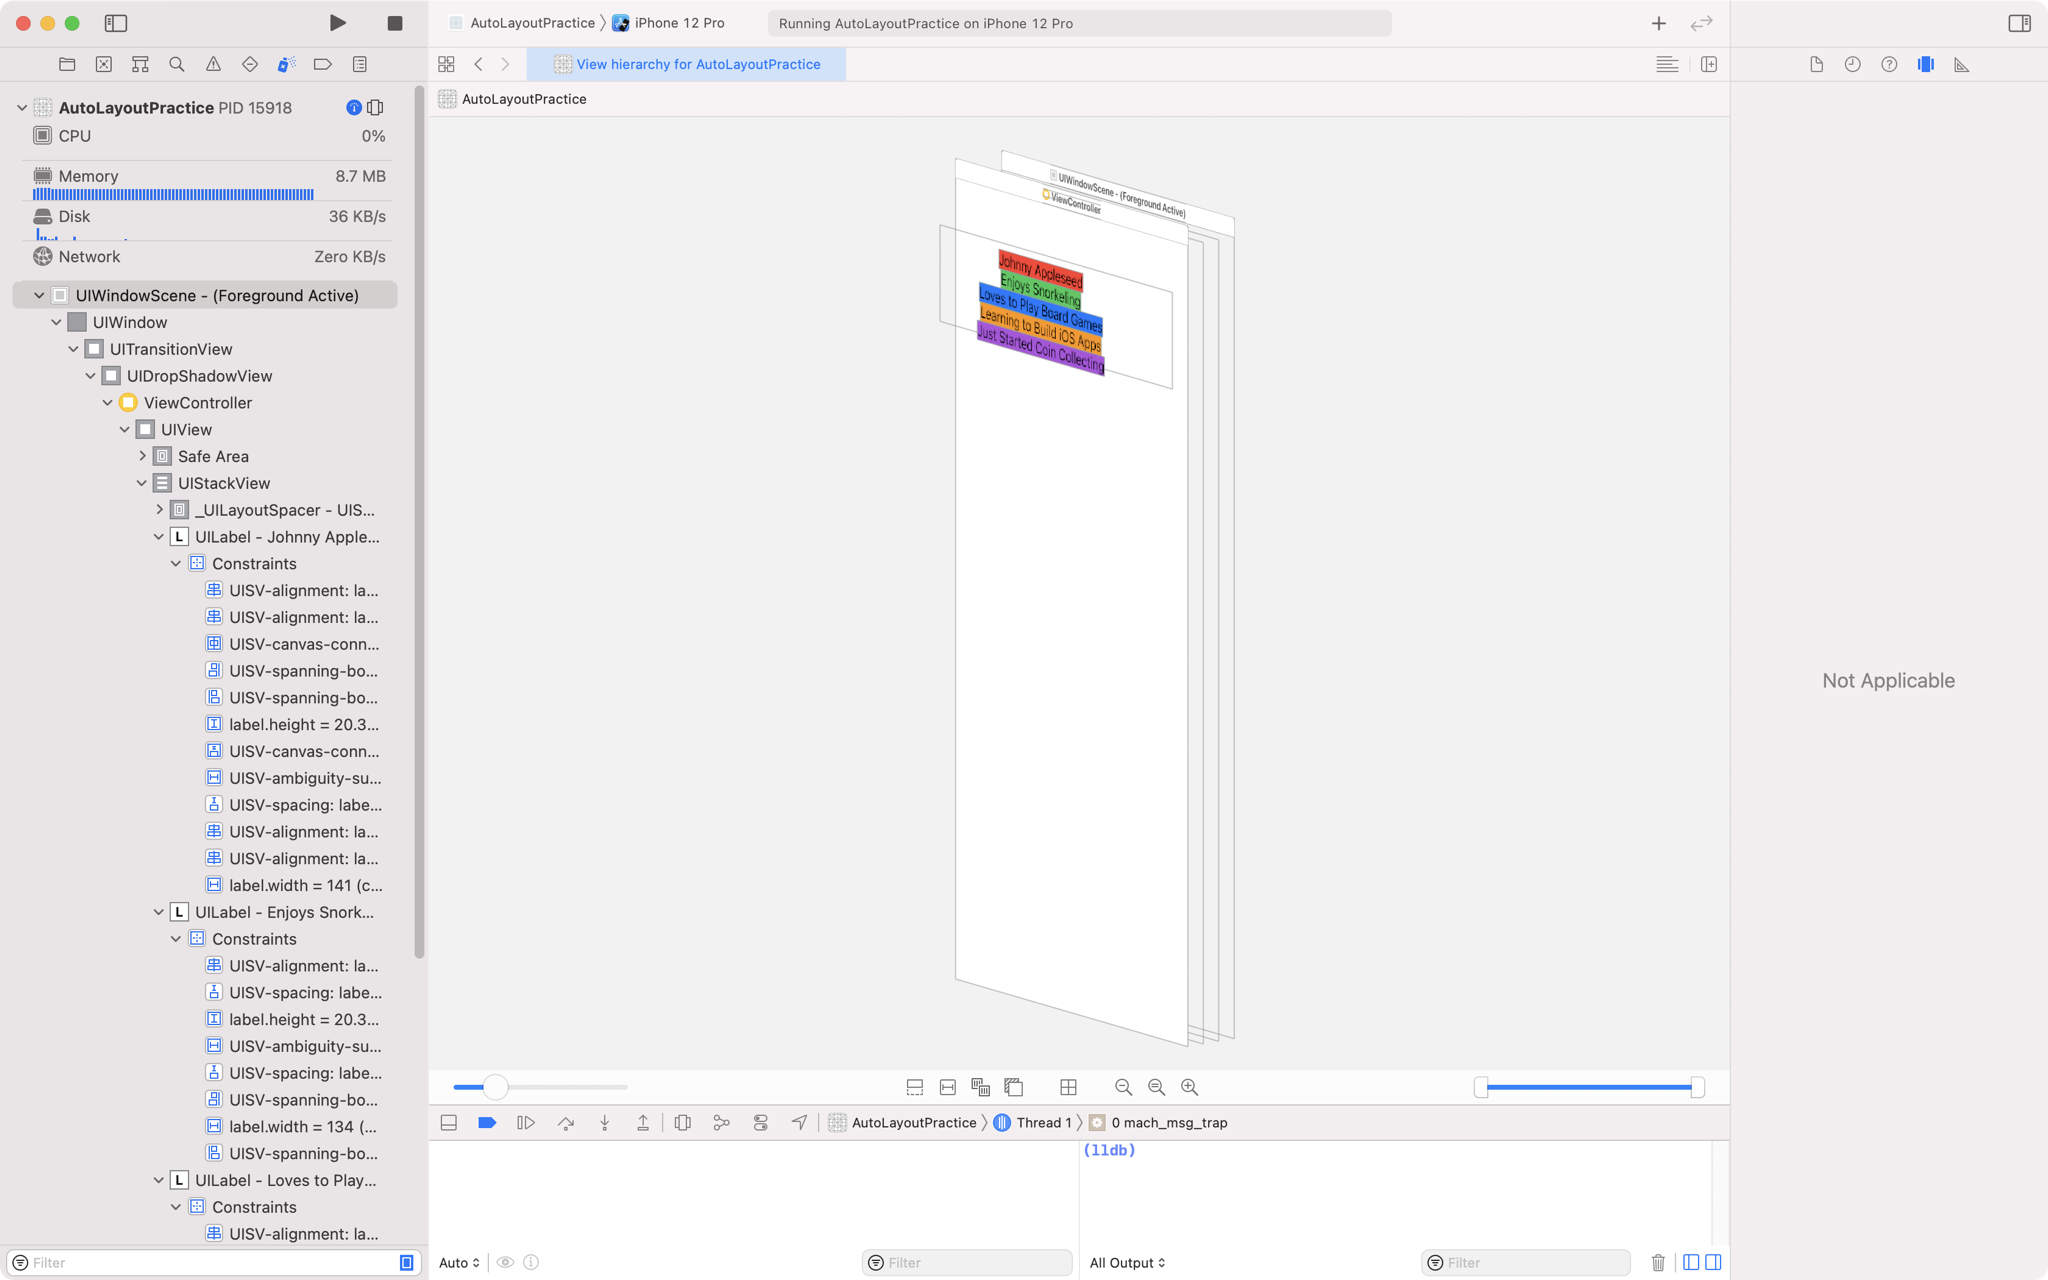 AutoLayoutPractice 〉 iPhone 12 Pro
Running AutoLayoutPractice on iPhone 12 Pro
View hierarchy for AutoLayoutPractice
AutoLayoutPractice
AutoLayoutPractice PID 15918
CPU 0%
Memory 8.7 MB
Disk 36 KB/s
Network Zero KB/s
UIWindowScene - (Foreground Active)
UIWindow
UITransitionView
UIDropShadowView
ViewController
UIView
Safe Area
UIStackView
_UILayoutSpacer - UIS...
L UILabel - Johnny Apple...
Constraints
UISV-alignment: la...
UISV-alignment: la...
UISV-canvas-conn...
UISV-spanning-bo...
UISV-spanning-bo...
label.height = 20.3...
UISV-canvas-conn...
UISV-ambiguity-su...
UISV-spacing: labe...
UISV-alignment: la...
UISV-alignment: la...
label.width = 141 (c...
L UILabel - Enjoys Snork...
Constraints
UISV-alignment: la...
UISV-spacing: labe...
label.height = 20.3...
UISV-ambiguity-su...
UISV-spacing: labe...
UISV-spanning-bo...
label.width = 134 (...
UISV-spanning-bo...
L UILabel - Loves to Play...
Constraints
UISV-alignment: la...
Filter
UIWindowScene - (Foreground Active)
ViewController
Johnny Appleseed
Enjoys Snorkeling
Loves to Play Board Games
Learning to Build iOS Apps
Just Started Coin Collecting
Not Applicable
AutoLayoutPractice 〉 Thread 1 〉 0 mach_msg_trap
(lldb)
Auto
Filter
All Output
Filter